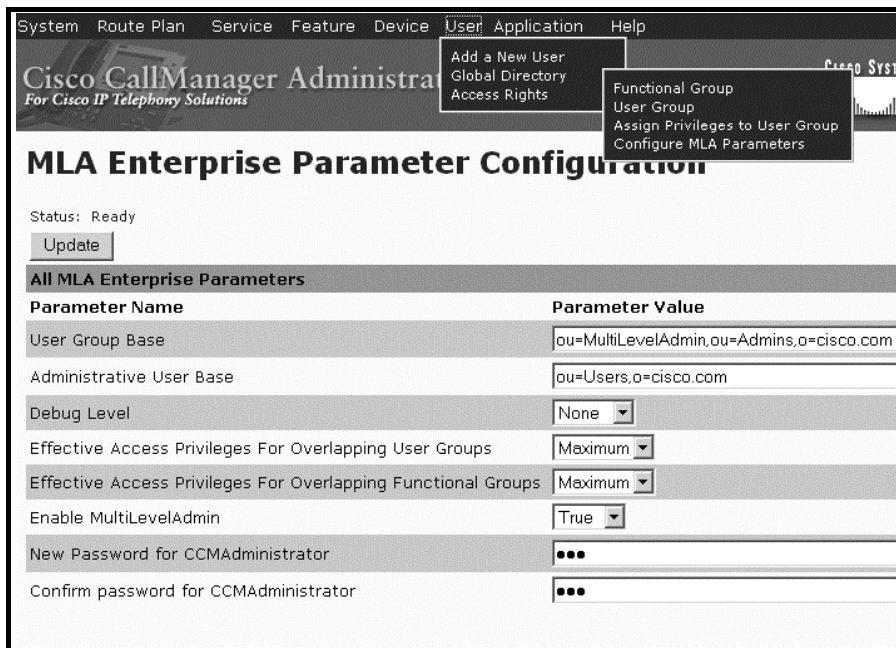 System Route Plan Service Feature Device User Application Help
Add a New User
Global Directory
Access Rights
Functional Group
User Group
Assign Privileges to User Group
Configure MLA Parameters
Cisco CallManager Administrat
For Cisco IP Telephony Solutions
Cisco Syst
MLA Enterprise Parameter Configuration
Status: Ready
Update
All MLA Enterprise Parameters
Parameter Name Parameter Value
User Group Base ou=MultiLevelAdmin,ou=Admins,o=cisco.com
Administrative User Base ou=Users,o=cisco.com
Debug Level None
Effective Access Privileges For Overlapping User Groups Maximum
Effective Access Privileges For Overlapping Functional Groups Maximum
Enable MultiLevelAdmin True
New Password for CCMAdministrator ●●●
Confirm password for CCMAdministrator ●●●